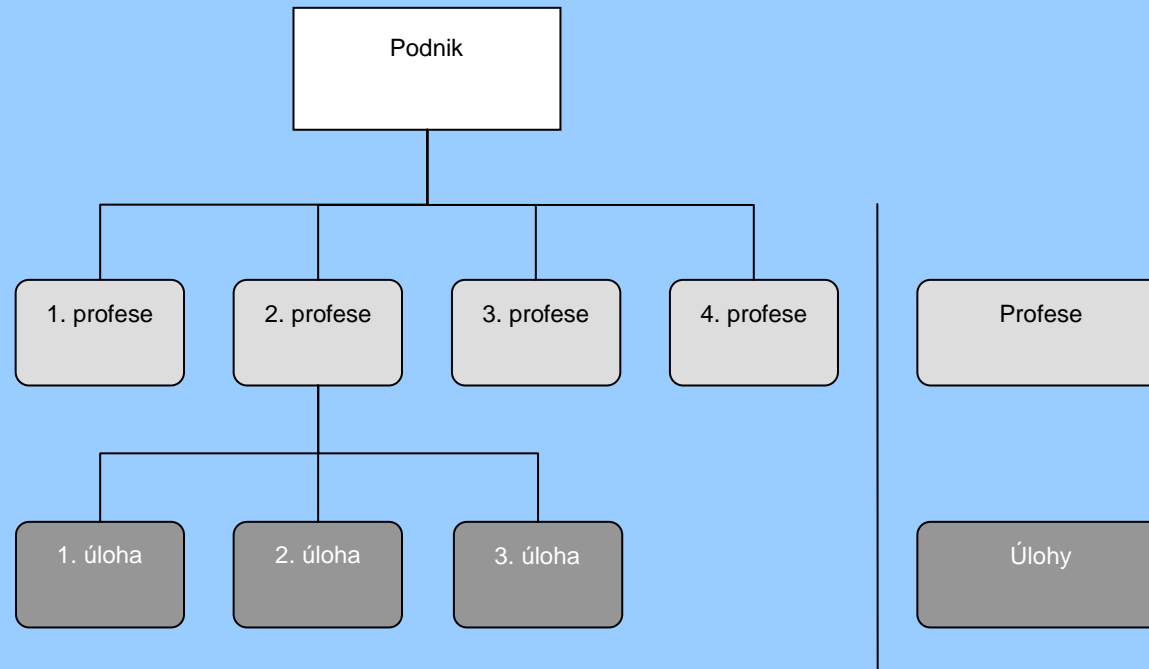 Podnik
1. profese
2. profese
3. profese
4. profese
Profese
1. úloha
2. úloha
3. úloha
Úlohy